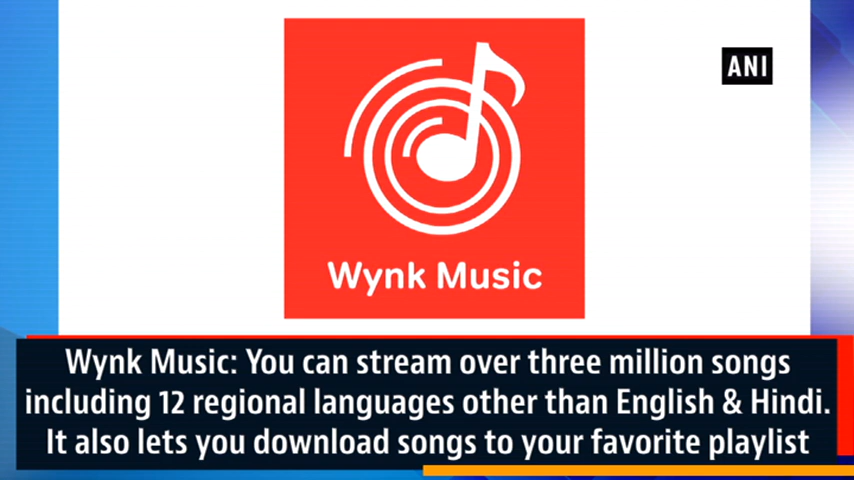 ANI
Wynk Music
Wynk Music: You can stream over three million songs
including 12 regional languages other than English & Hindi.
It also lets you download songs to your favorite playlist